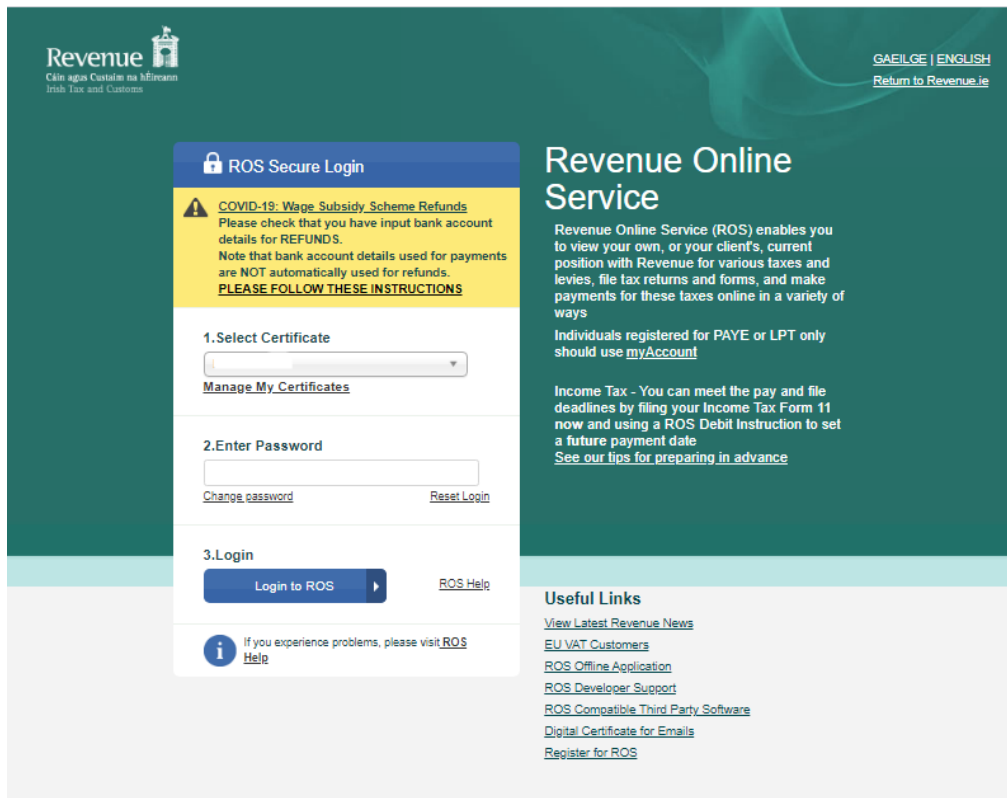 Revenue
Cáin agus Custaim na hÉireann
Irish Tax and Customs
GAEILGE | ENGLISH
Return to Revenue.ie
ROS Secure Login
COVID-19: Wage Subsidy Scheme Refunds
Please check that you have input bank account
details for REFUNDS.
Note that bank account details used for payments
are NOT automatically used for refunds.
PLEASE FOLLOW THESE INSTRUCTIONS
1.Select Certificate
Manage My Certificates
2.Enter Password
Change password
Reset Login
3.Login
Login to ROS
ROS Help
If you experience problems, please visit ROS
Help
Revenue Online
Service
Revenue Online Service (ROS) enables you
to view your own, or your client's, current
position with Revenue for various taxes and
levies, file tax returns and forms, and make
payments for these taxes online in a variety of
ways
Individuals registered for PAYE or LPT only
should use myAccount
Income Tax - You can meet the pay and file
deadlines by filing your Income Tax Form 11
now and using a ROS Debit Instruction to set
a future payment date
See our tips for preparing in advance
Useful Links
View Latest Revenue News
EU VAT Customers
ROS Offline Application
ROS Developer Support
ROS Compatible Third Party Software
Digital Certificate for Emails
Register for ROS